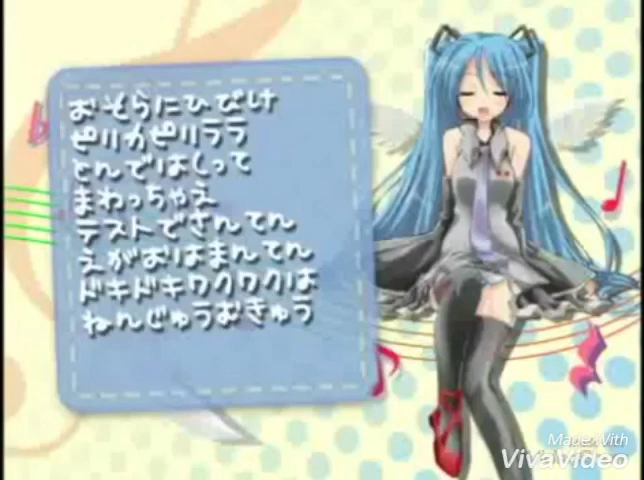 おそらにひびけ
ピリカピリララ
とんではしって
まわっちゃえ
テストでさんてん
えがおはまんてん
ドキドキワクワクは
ねんじゅうむきゅう
Made With
VivaVideo